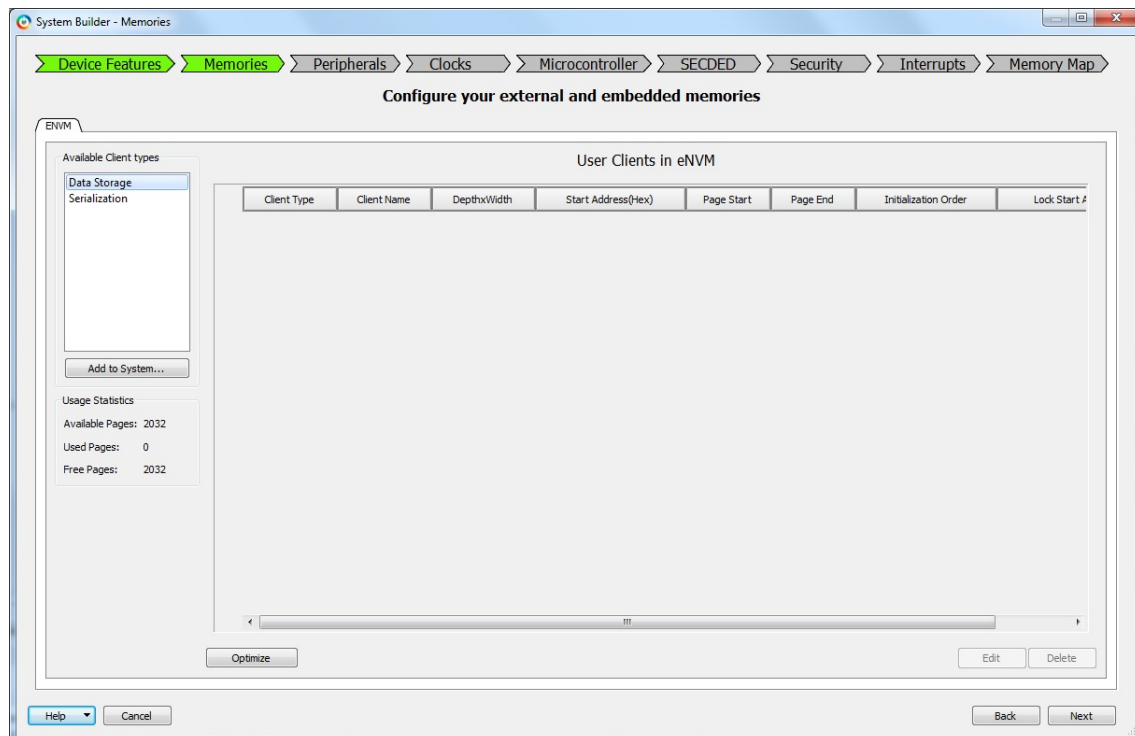 System Builder - Memories
Device Features Memories Peripherals Clocks Microcontroller SECDED Security Interrupts Memory Map
Configure your external and embedded memories
ENVM
Available Client types
Data Storage
Serialization
Add to System...
Usage Statistics
Available Pages: 2032
Used Pages: 0
Free Pages: 2032
User Clients in eNVM
Client Type Client Name DepthxWidth Start Address(Hex) Page Start Page End Initialization Order Lock Start A
Optimize Edit Delete
Help Cancel Back Next